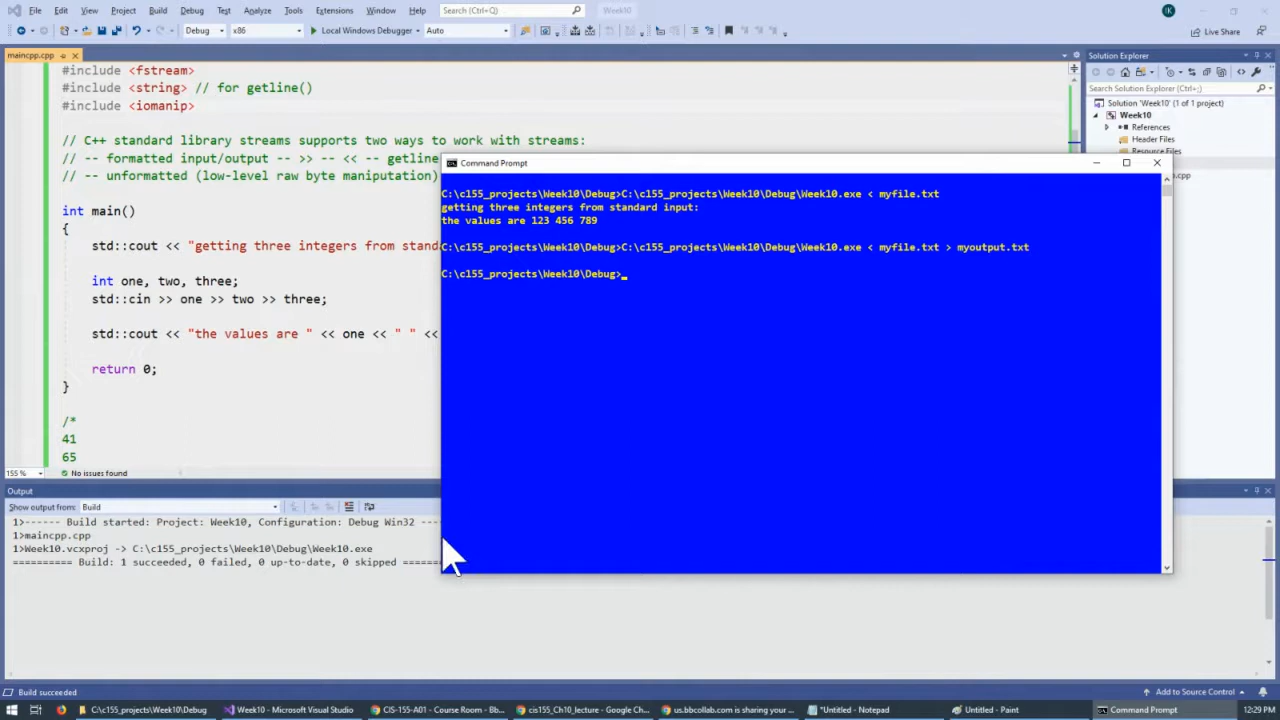 File Edit View Project Build Debug Test Analyze Tools Extensions Window Help Search (Ctrl+Q) Week10 IK
Debug x86 Local Windows Debugger Auto Live Share
maincpp.cpp
#include <fstream>
#include <string> // for getline()
#include <iomanip>
// C++ standard library streams supports two ways to work with streams:
// -- formatted input/output -- >> -- << -- getline
// -- unformatted (low-level raw byte manipulation)
int main()
{
std::cout << "getting three integers from standa
int one, two, three;
std::cin >> one >> two >> three;
std::cout << "the values are " << one << " " <<
return 0;
}
/*
41
65
155 % No issues found
Solution Explorer
Search Solution Explorer (Ctrl+;)
Solution 'Week10' (1 of 1 project)
Week10
References
Header Files
Resource Files
cpp
Command Prompt
C:\c155_projects\Week10\Debug>C:\c155_projects\Week10\Debug\Week10.exe < myfile.txt
getting three integers from standard input:
the values are 123 456 789
C:\c155_projects\Week10\Debug>C:\c155_projects\Week10\Debug\Week10.exe < myfile.txt > myoutput.txt
C:\c155_projects\Week10\Debug>_
Output
Show output from: Build
1>------ Build started: Project: Week10, Configuration: Debug Win32 ----
1>maincpp.cpp
1>Week10.vcxproj -> C:\c155_projects\Week10\Debug\Week10.exe
========== Build: 1 succeeded, 0 failed, 0 up-to-date, 0 skipped =======
Build succeeded Add to Source Control
C:\c155_projects\Week10\Debug Week10 - Microsoft Visual Studio CIS-155-A01 - Course Room - Bb... cis155_Ch10_lecture - Google Ch... us.bbcollab.com is sharing your ... *Untitled - Notepad Untitled - Paint Command Prompt 12:29 PM